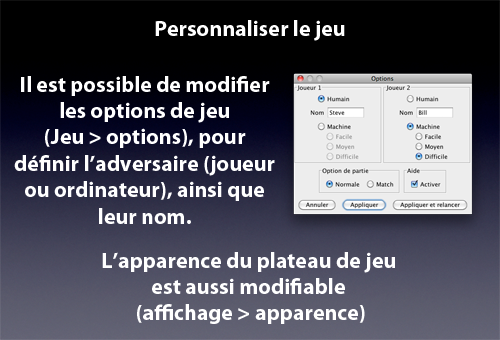 Personnaliser le jeu
Il est possible de modifier
les options de jeu
(Jeu > options), pour
définir l'adversaire (joueur
ou ordinateur), ainsi que
leur nom.
Options
Joueur 1
Humain
Nom Steve
Machine
Facile
Moyen
Difficile
Joueur 2
Humain
Nom Bill
Machine
Facile
Moyen
Difficile
Option de partie
Normale Match
Aide
Activer
Annuler Appliquer Appliquer et relancer
L'apparence du plateau de jeu
est aussi modifiable
(affichage > apparence)